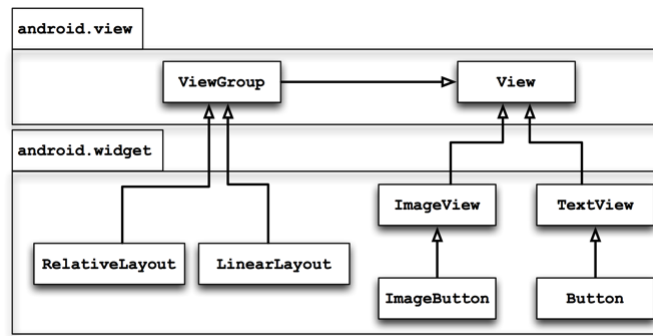 android.view
ViewGroup
View
android.widget
ImageView
TextView
RelativeLayout
LinearLayout
ImageButton
Button